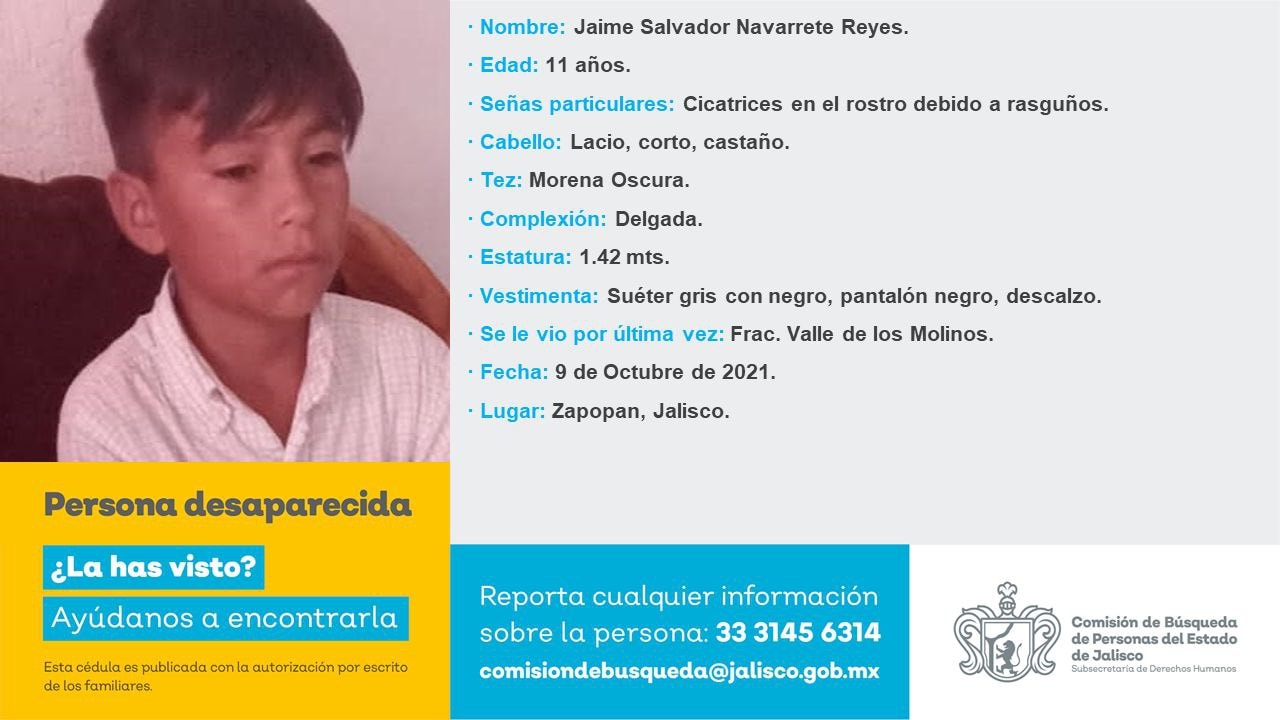 · Nombre: Jaime Salvador Navarrete Reyes.
· Edad: 11 años.
· Señas particulares: Cicatrices en el rostro debido a rasguños.
· Cabello: Lacio, corto, castaño.
· Tez: Morena Oscura.
· Complexión: Delgada.
· Estatura: 1.42 mts.
· Vestimenta: Suéter gris con negro, pantalón negro, descalzo.
· Se le vio por última vez: Frac. Valle de los Molinos.
· Fecha: 9 de Octubre de 2021.
· Lugar: Zapopan, Jalisco.
Persona desaparecida
¿La has visto?
Ayúdanos a encontrarla
Esta cédula es publicada con la autorización por escrito
de los familiares.
Reporta cualquier información
sobre la persona: 33 3145 6314
comisiondebusqueda@jalisco.gob.mx
Comisión de Búsqueda
de Personas del Estado
de Jalisco
Subsecretaría de Derechos Humanos